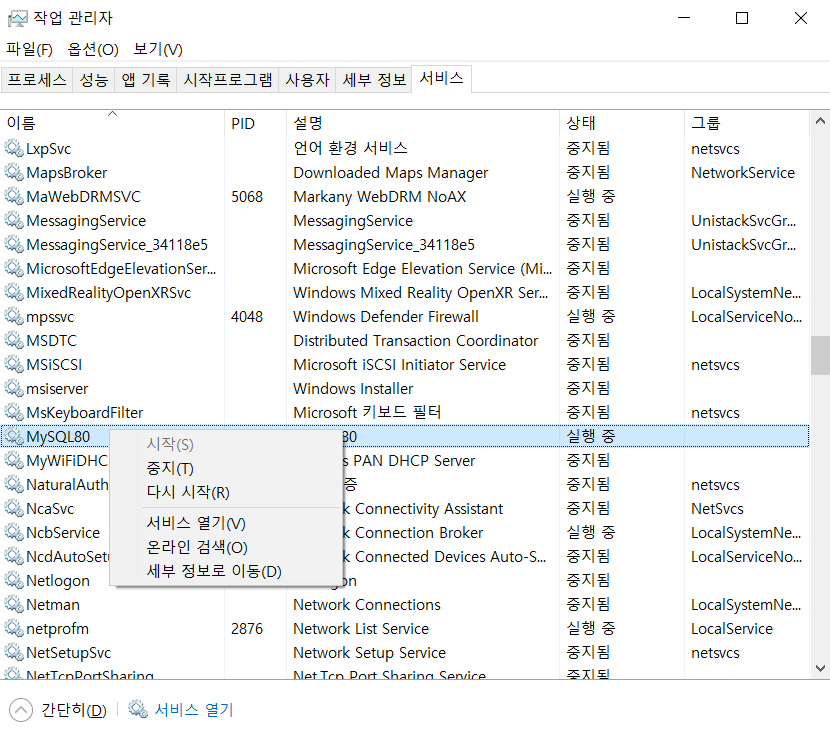 작업 관리자
파일(F) 옵션(O) 보기(V)
프로세스 성능 앱 기록 시작프로그램 사용자 세부 정보 서비스
이름 PID 설명 상태 그룹
LxpSvc 언어 환경 서비스 중지됨 netsvcs
MapsBroker Downloaded Maps Manager 중지됨 NetworkService
MaWebDRMSVC 5068 Markany WebDRM NoAX 실행 중
MessagingService MessagingService 중지됨 UnistackSvcGr...
MessagingService_34118e5 MessagingService_34118e5 중지됨 UnistackSvcGr...
MicrosoftEdgeElevationSer... Microsoft Edge Elevation Service (Mi... 중지됨
MixedRealityOpenXRSvc Windows Mixed Reality OpenXR Ser... 중지됨 LocalSystemNe...
mpssvc 4048 Windows Defender Firewall 실행 중 LocalServiceNo...
MSDTC Distributed Transaction Coordinator 중지됨
MSiSCSI Microsoft iSCSI Initiator Service 중지됨 netsvcs
msiserver Windows Installer 중지됨
MsKeyboardFilter Microsoft 키보드 필터 중지됨 netsvcs
MySQL80 80 실행 중
MyWiFiDHC s PAN DHCP Server 중지됨
NaturalAuth 증 중지됨 netsvcs
NcaSvc k Connectivity Assistant 중지됨 NetSvcs
NcbService k Connection Broker 실행 중 LocalSystemNe...
NcdAutoSetu k Connected Devices Auto-S... 중지됨 LocalServiceNo...
Netlogon gon 중지됨
Netman Network Connections 중지됨 LocalSystemNe...
netprofm 2876 Network List Service 실행 중 LocalService
NetSetupSvc Network Setup Service 중지됨 netsvcs
NetTcpPortSharing Net.Tcp Port Sharing Service 중지됨
시작(S)
중지(T)
다시 시작(R)
서비스 열기(V)
온라인 검색(O)
세부 정보로 이동(D)
간단히(D) 서비스 열기